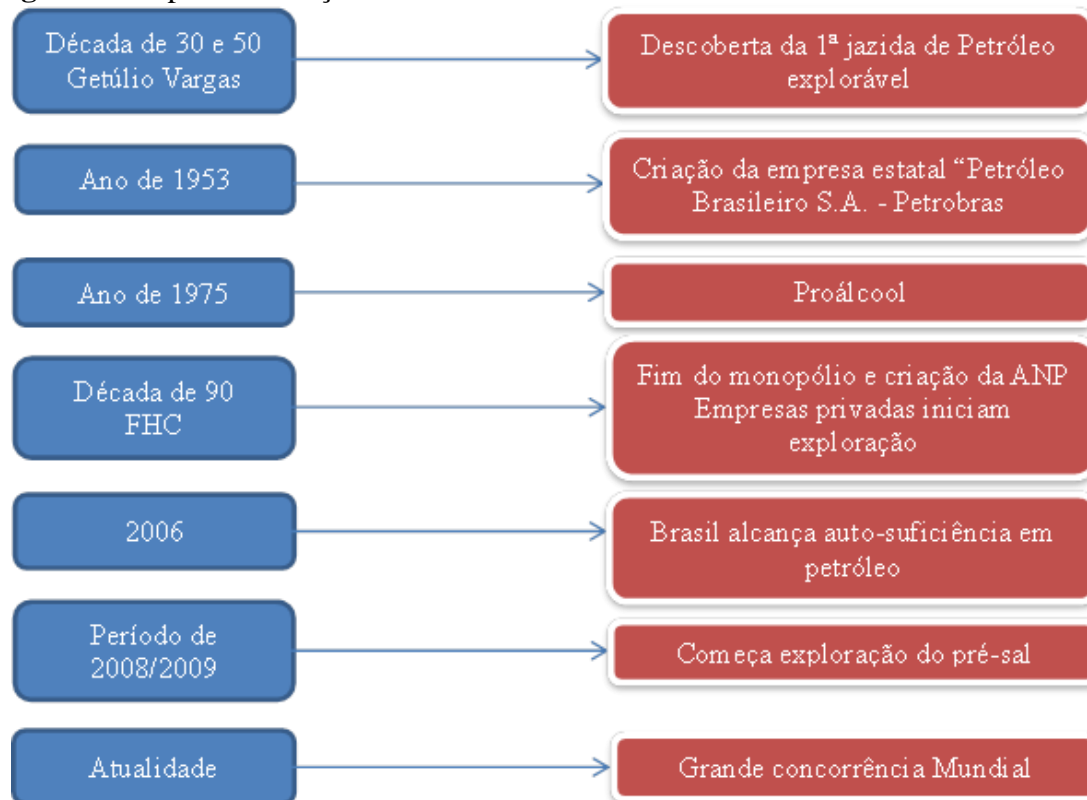 Década de 30 e 50
Getúlio Vargas
Descoberta da 1ª jazida de Petróleo
explorável
Ano de 1953
Criação da empresa estatal “Petróleo
Brasileiro S.A. - Petrobras
Ano de 1975
Proálcool
Década de 90
FHC
Fim do monopólio e criação da ANP
Empresas privadas iniciam
exploração
2006
Brasil alcança auto-suficiência em
petróleo
Período de
2008/2009
Começa exploração do pré-sal
Atualidade
Grande concorrência Mundial